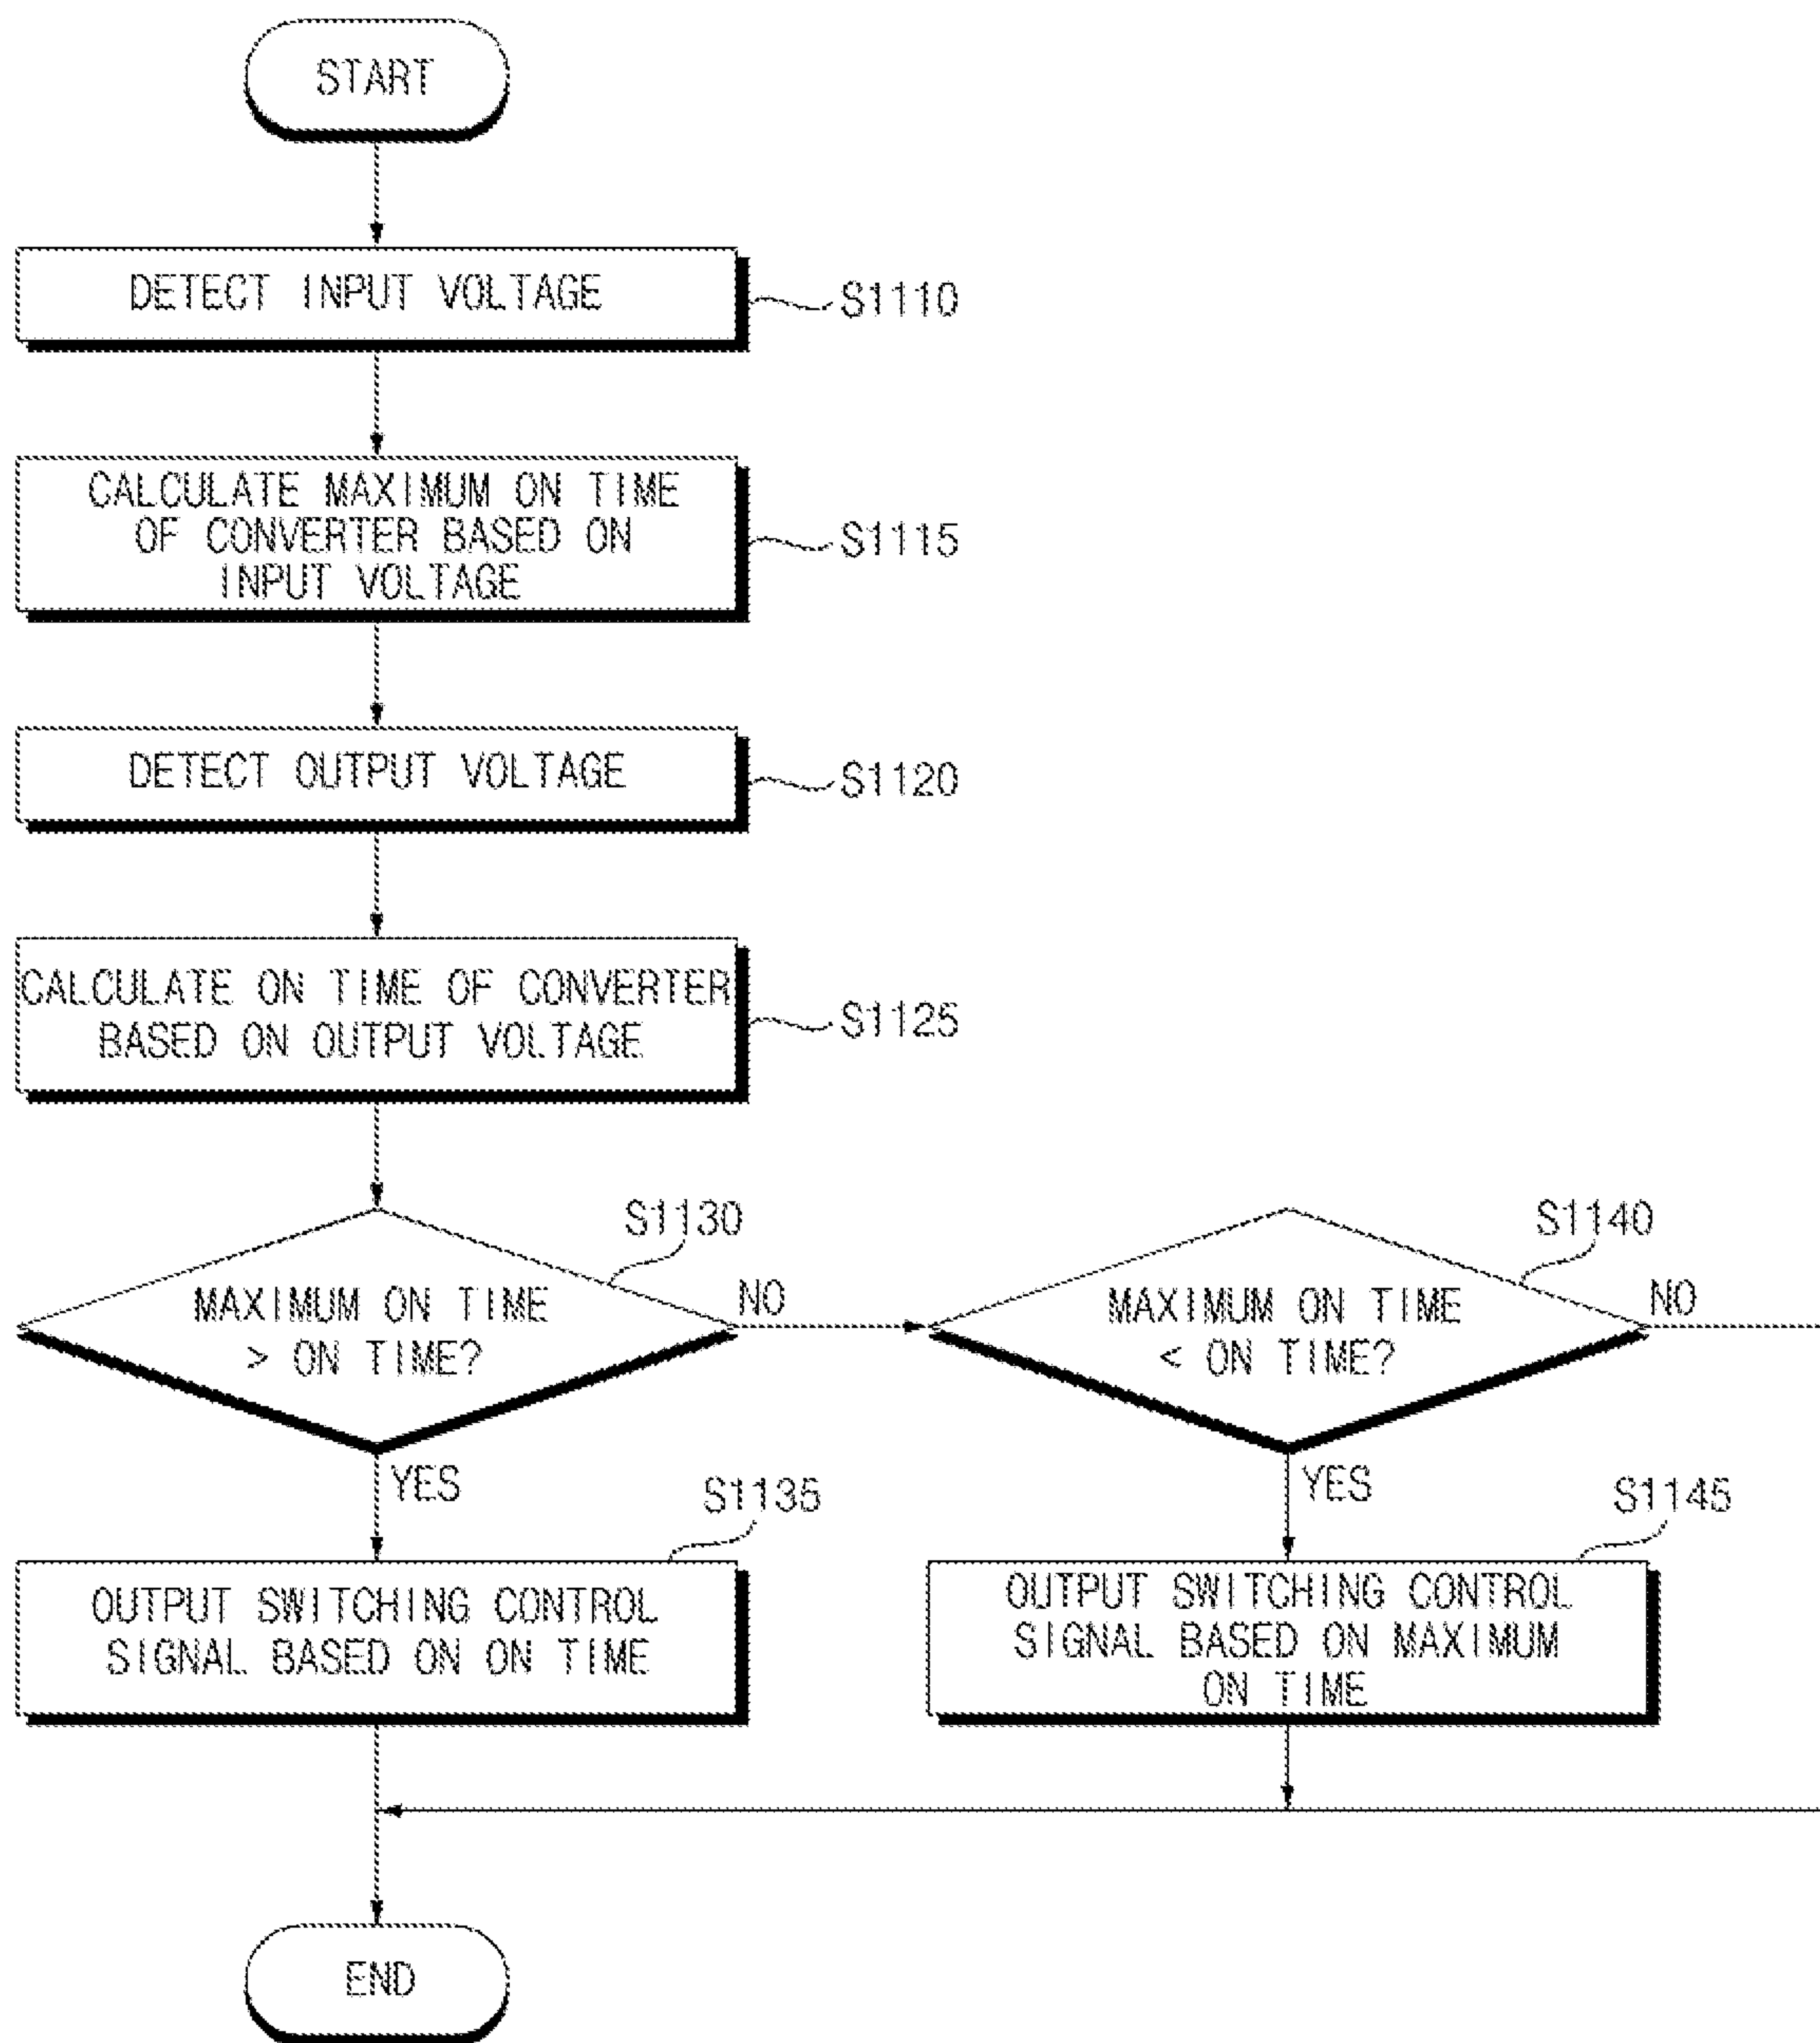 START
DETECT INPUT VOLTAGE
S1110
CALCULATE MAXIMUM ON TIME
OF CONVERTER BASED ON
INPUT VOLTAGE
S1115
DETECT OUTPUT VOLTAGE
S1120
CALCULATE ON TIME OF CONVERTER
BASED ON OUTPUT VOLTAGE
S1125
S1130
MAXIMUM ON TIME
> ON TIME?
NO
YES
S1140
MAXIMUM ON TIME
< ON TIME?
NO
YES
S1135
OUTPUT SWITCHING CONTROL
SIGNAL BASED ON ON TIME
S1145
OUTPUT SWITCHING CONTROL
SIGNAL BASED ON MAXIMUM
ON TIME
END